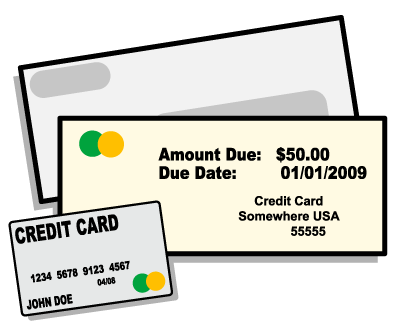 Amount Due: $50.00
Due Date: 01/01/2009
Credit Card
Somewhere USA
55555
CREDIT CARD
1234 5678 9123 4567
04/08
JOHN DOE